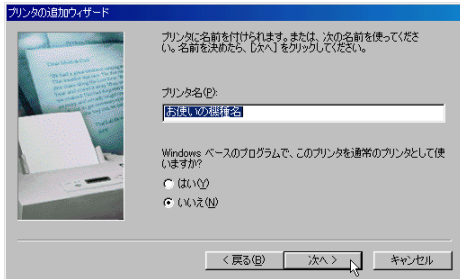 プリンタの追加ウィザード
プリンタに名前を付けられます。または、次の名前を使ってくださ
い。名前を決めたら、[次へ] をクリックしてください。
プリンタ名(P):
お使いの機種名
Windows ベースのプログラムで、このプリンタを通常のプリンタとして使
いますか?
はい(Y)
いいえ(N)
< 戻る(B)
次へ >
キャンセル